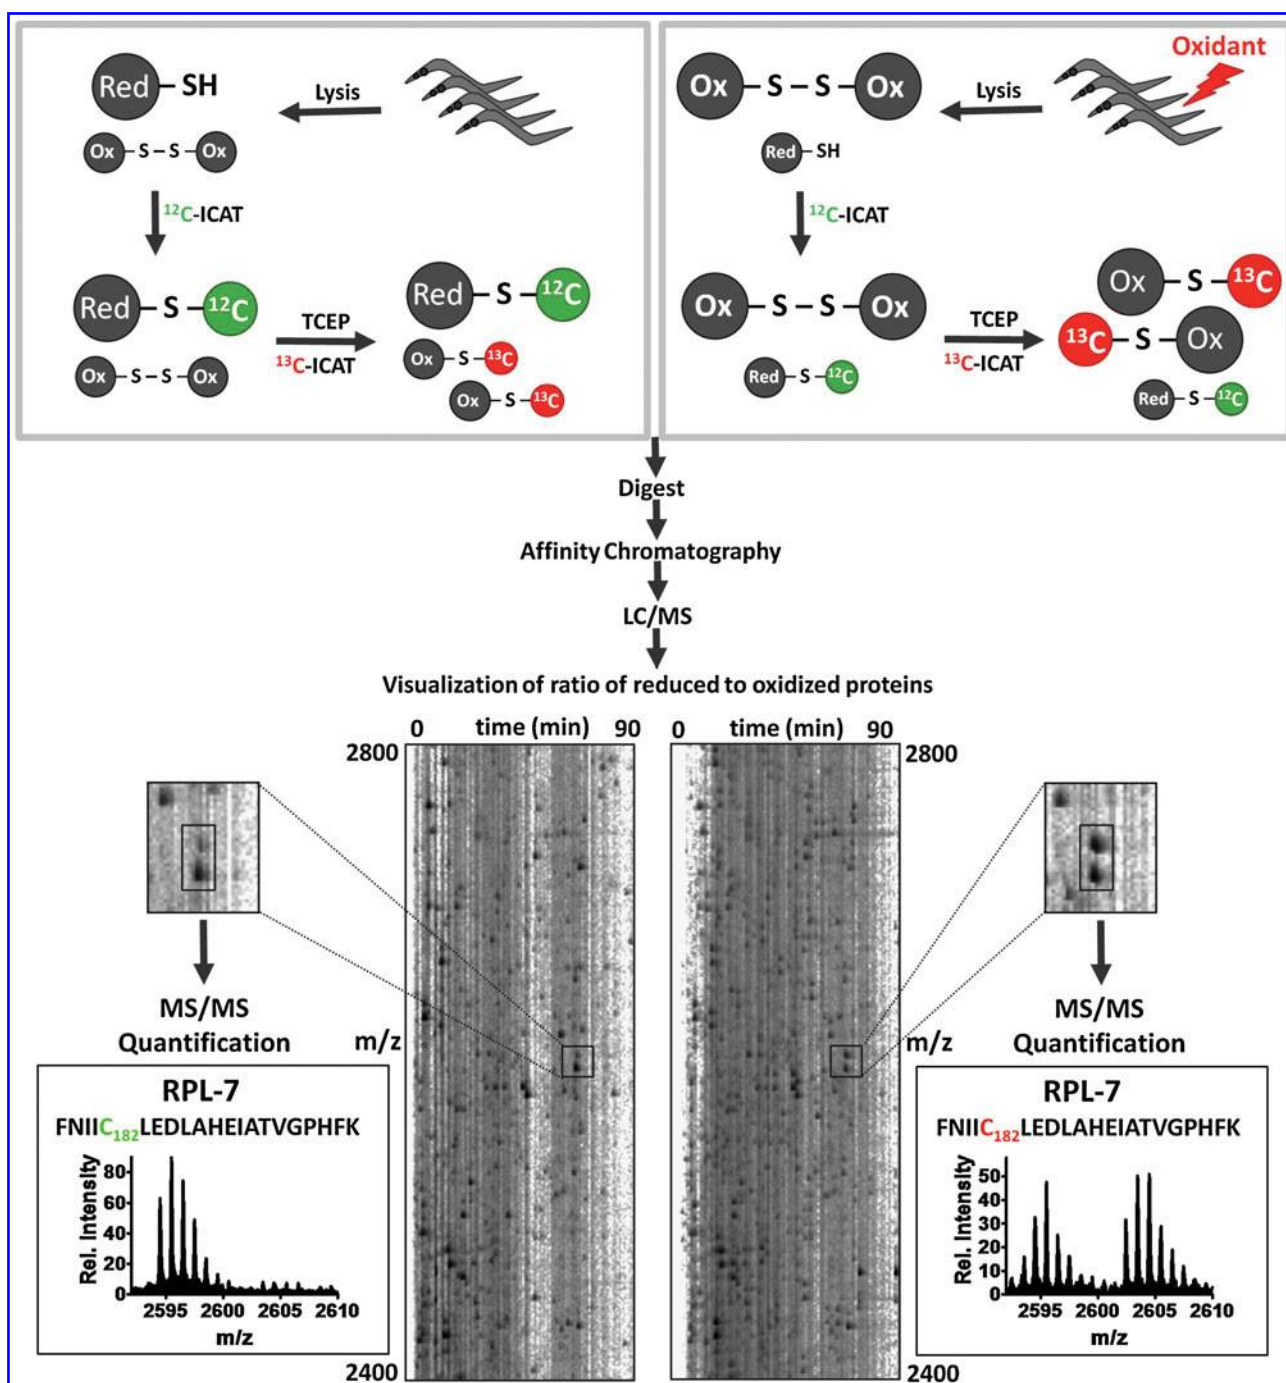 Red – SH
Lysis
Ox – S – S – Ox
¹²C-ICAT
Red – S – ¹²C
Ox – S – S – Ox
TCEP
¹³C-ICAT
Red – S – ¹²C
Ox – S – ¹³C
Ox – S – ¹³C
Oxidant
Ox – S – S – Ox
Lysis
Red – SH
¹²C-ICAT
Ox – S – S – Ox
Red – S – ¹²C
TCEP
¹³C-ICAT
Ox – S – ¹³C
¹³C – S – Ox
Red – S – ¹²C
Digest
Affinity Chromatography
LC/MS
Visualization of ratio of reduced to oxidized proteins
0 time (min) 90
2800
m/z
2400
0 time (min) 90
2800
m/z
2400
MS/MS
Quantification
RPL-7
FNIIC₁₈₂LEDLAHEIATVGPHFK
Rel. Intensity
80
60
40
20
0
2595 2600 2605 2610
m/z
MS/MS
Quantification
RPL-7
FNIIC₁₈₂LEDLAHEIATVGPHFK
Rel. Intensity
50
40
30
20
10
0
2595 2600 2605 2610
m/z